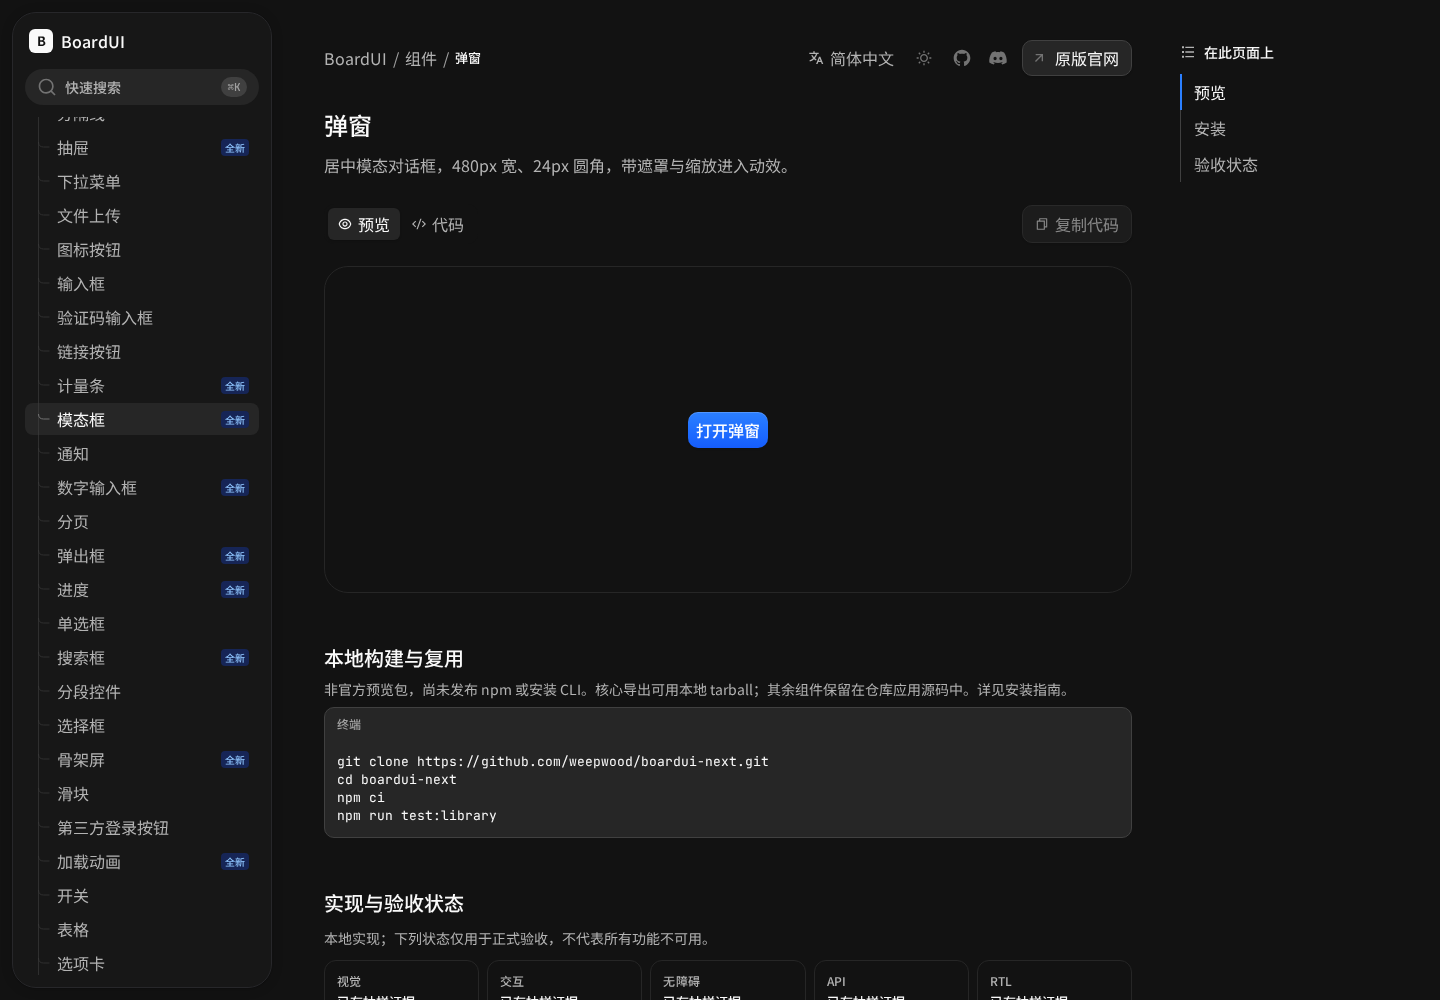 B BoardUI
快速搜索 ⌘K
抽屉 全新
下拉菜单
文件上传
图标按钮
输入框
验证码输入框
链接按钮
计量条 全新
模态框 全新
通知
数字输入框 全新
分页
弹出框 全新
进度 全新
单选框
搜索框 全新
分段控件
选择框
骨架屏 全新
滑块
第三方登录按钮
加载动画 全新
开关
表格
选项卡
BoardUI / 组件 / 弹窗
简体中文
原版官网
弹窗
居中模态对话框，480px 宽、24px 圆角，带遮罩与缩放进入动效。
预览
代码
复制代码
打开弹窗
本地构建与复用
非官方预览包，尚未发布 npm 或安装 CLI。核心导出可用本地 tarball；其余组件保留在仓库应用源码中。详见安装指南。
终端
git clone https://github.com/weepwood/boardui-next.git
cd boardui-next
npm ci
npm run test:library
实现与验收状态
本地实现；下列状态仅用于正式验收，不代表所有功能不可用。
视觉
交互
无障碍
API
RTL
在此页面上
预览
安装
验收状态